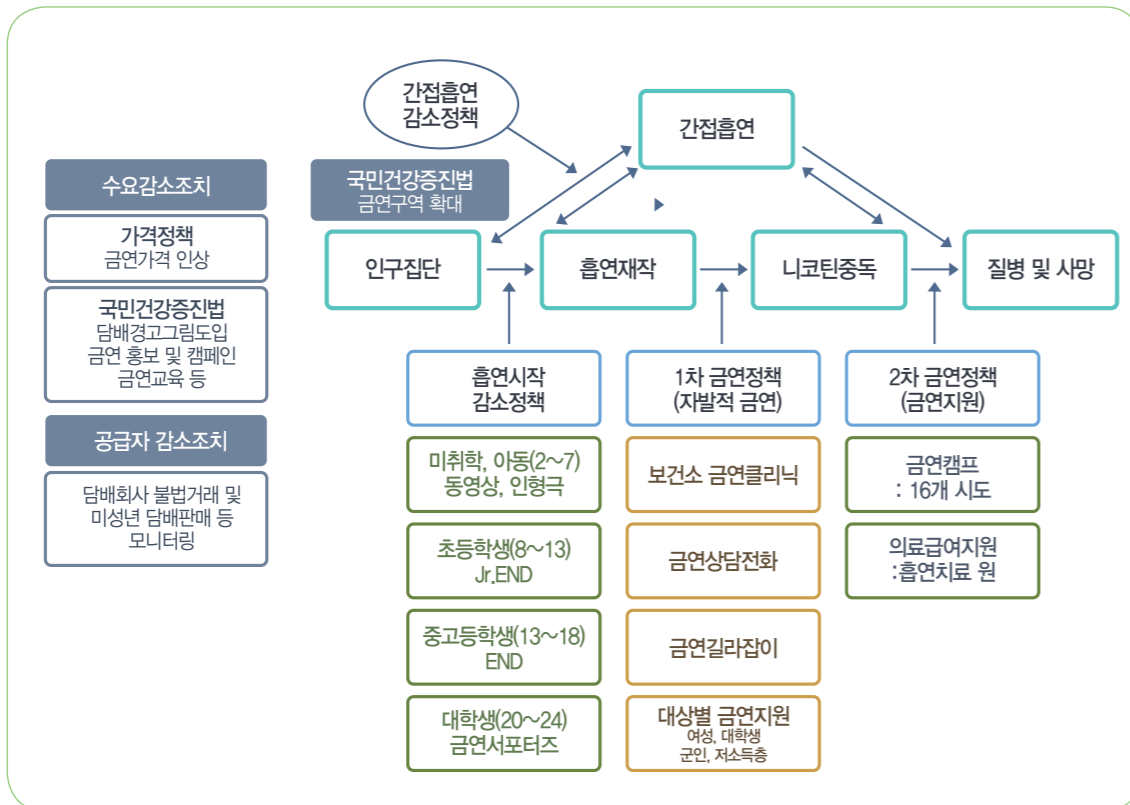 간접흡연
감소정책
간접흡연
수요감소조치
가격정책
금연가격 인상
국민건강증진법
담배경고그림도입
금연 홍보 및 캠페인
금연교육 등
공급자 감소조치
담배회사 불법거래 및
미성년 담배판매 등
모니터링
국민건강증진법
금연구역 확대
인구집단
흡연재작
니코틴중독
질병 및 사망
흡연시작
감소정책
미취학, 아동(2~7)
동영상, 인형극
초등학생(8~13)
Jr.END
중고등학생(13~18)
END
대학생(20~24)
금연서포터즈
1차 금연정책
(자발적 금연)
보건소 금연클리닉
금연상담전화
금연길라잡이
대상별 금연지원
여성, 대학생
군인, 저소득층
2차 금연정책
(금연지원)
금연캠프
: 16개 시도
의료급여지원
:흡연치료 원